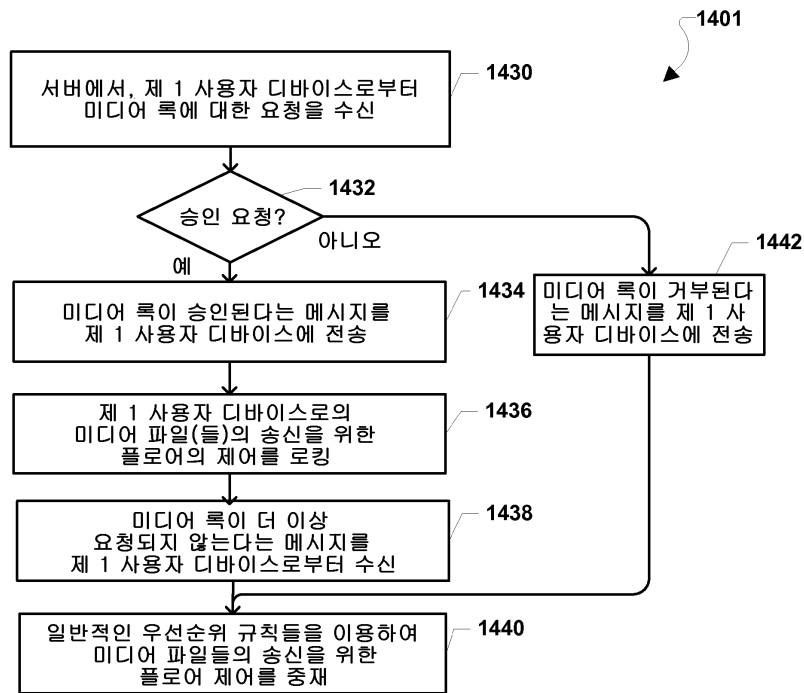 1401
서버에서, 제 1 사용자 디바이스로부터
미디어 록에 대한 요청을 수신
1430
승인 요청?
1432
아니오
예
미디어 록이 승인된다는 메시지를
제 1 사용자 디바이스에 전송
1434
미디어 록이 거부된다
는 메시지를 제 1 사
용자 디바이스에 전송
1442
제 1 사용자 디바이스로의
미디어 파일(들)의 송신을 위한
플로어의 제어를 로킹
1436
미디어 록이 더 이상
요청되지 않는다는 메시지를
제 1 사용자 디바이스로부터 수신
1438
일반적인 우선순위 규칙들을 이용하여
미디어 파일들의 송신을 위한
플로어 제어를 중재
1440